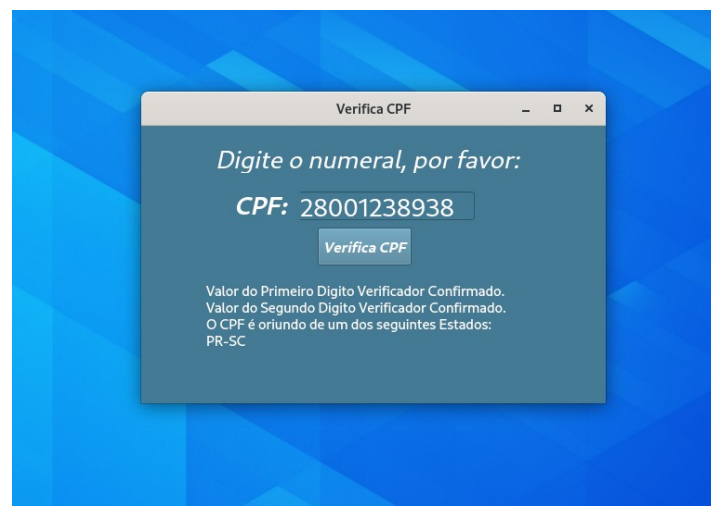 Verifica CPF
Digite o numeral, por favor:
CPF: 28001238938
Verifica CPF
Valor do Primeiro Digito Verificador Confirmado.
Valor do Segundo Digito Verificador Confirmado.
O CPF é oriundo de um dos seguintes Estados:
PR-SC